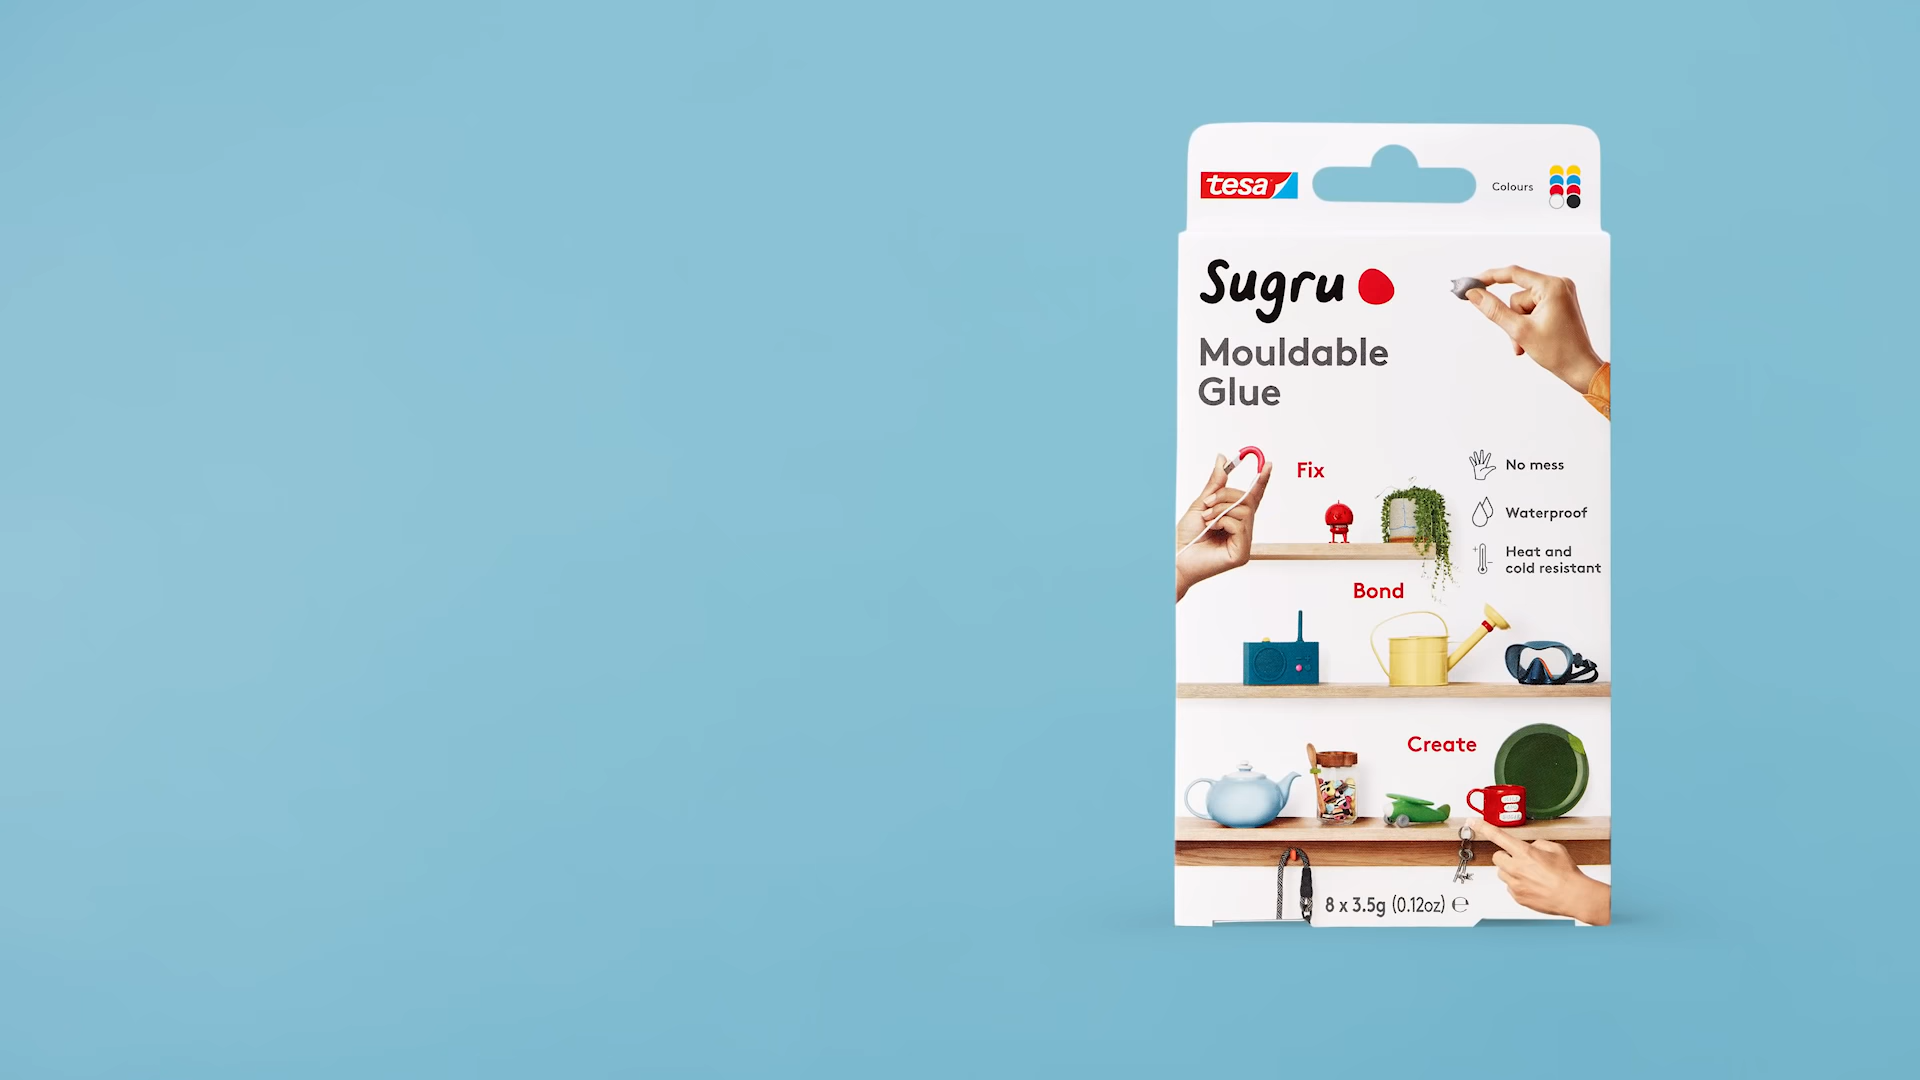 tesa
Colours
Sugru
Mouldable
Glue
Fix
No mess
Waterproof
Heat and
cold resistant
Bond
Create
8 x 3.5g (0.12oz) ℮